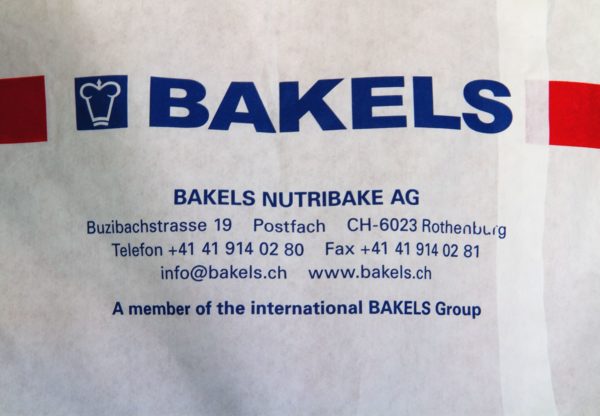 BAKELS
BAKELS NUTRIBAKE AG
Buzibachstrasse 19 Postfach CH-6023 Rothenburg
Telefon +41 41 914 02 80 Fax +41 41 914 02 81
info@bakels.ch www.bakels.ch
A member of the international BAKELS Group